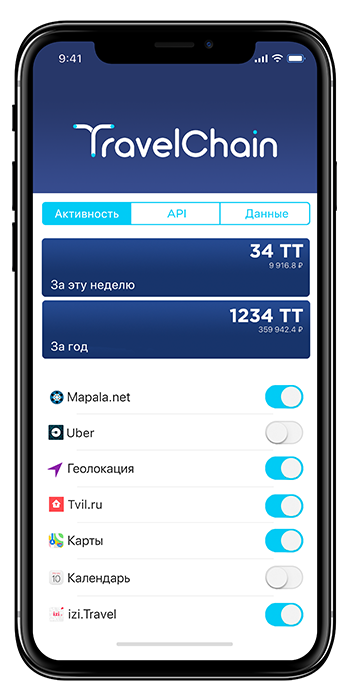 9:41
TravelChain
Активность API Данные
34 TT
9 916.8 ₽
За эту неделю
1234 TT
359 942.4 ₽
За год
Mapala.net
Uber
Геолокация
Tvil.ru
Карты
10 Календарь
izi. izi.Travel